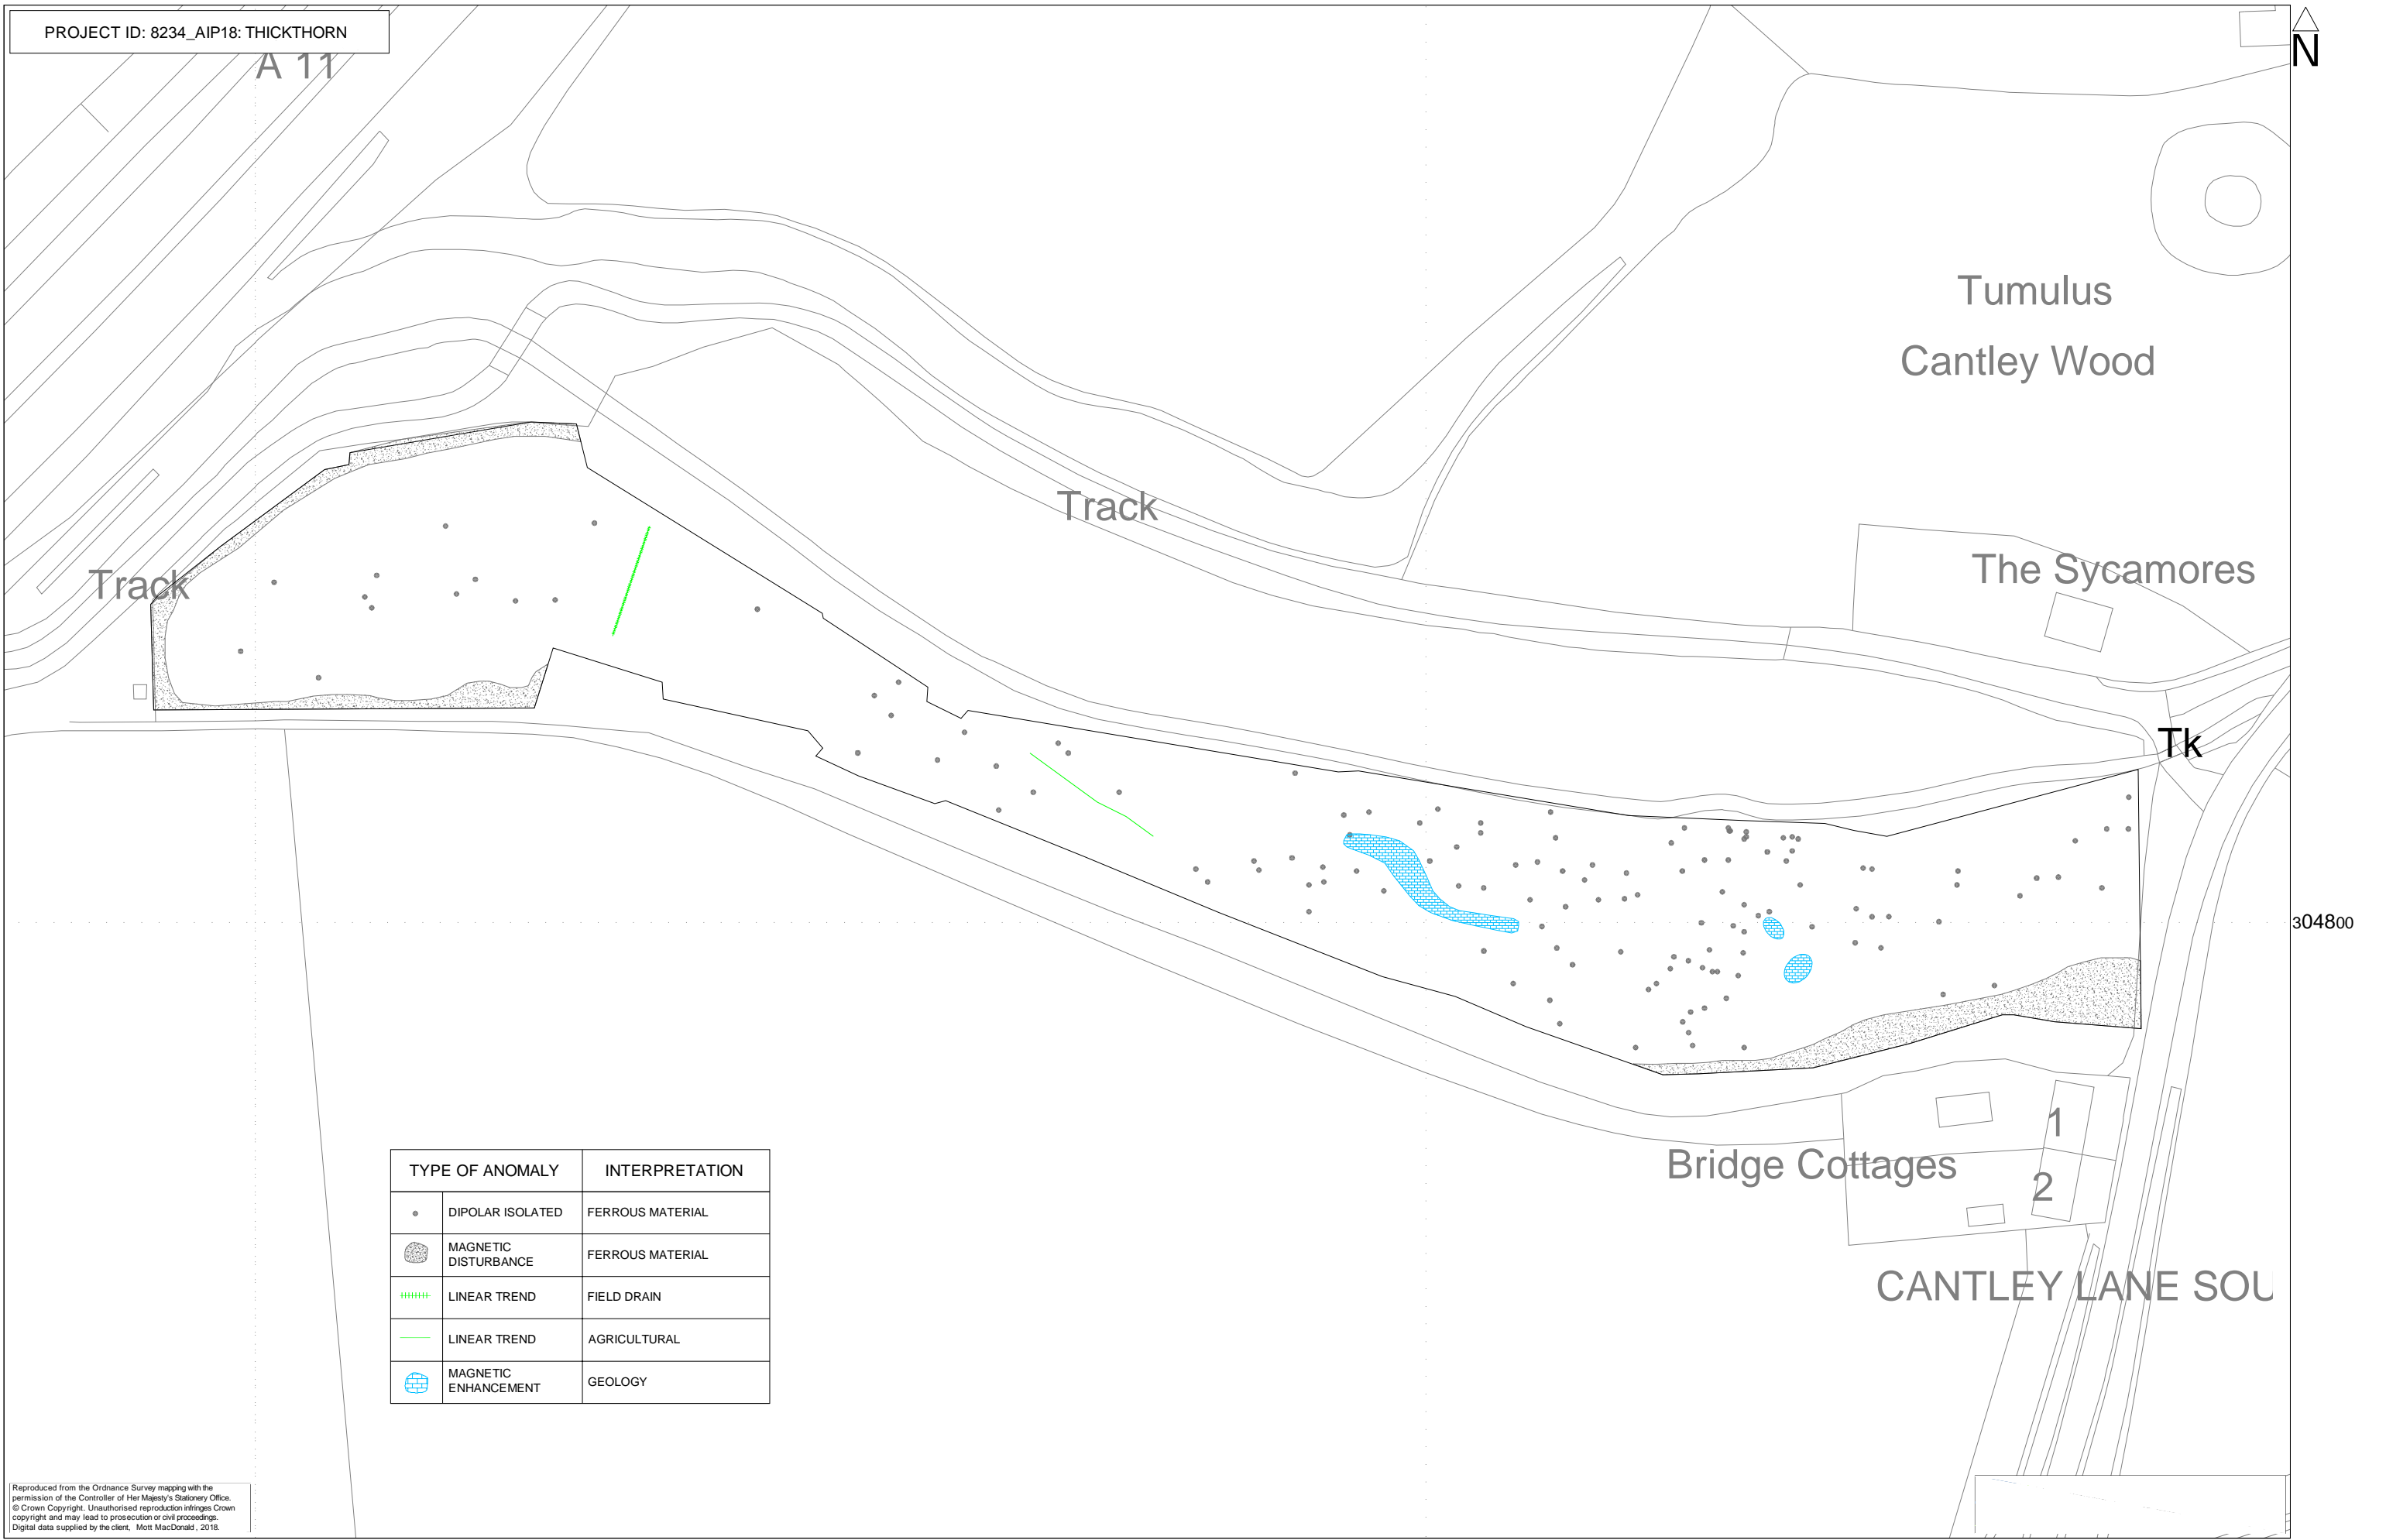 PROJECT ID: 8234_AIP18: THICKTHORN
N
A 11
Tumulus
Cantley Wood
Track
The Sycamores
Track
Tk
304800
1
Bridge Cottages
2
CANTLEY LANE SOU
TYPE OF ANOMALY INTERPRETATION
DIPOLAR ISOLATED FERROUS MATERIAL
MAGNETIC
DISTURBANCE FERROUS MATERIAL
LINEAR TREND FIELD DRAIN
LINEAR TREND AGRICULTURAL
MAGNETIC
ENHANCEMENT GEOLOGY
Reproduced from the Ordnance Survey mapping with the
permission of the Controller of Her Majesty's Stationery Office.
© Crown Copyright. Unauthorised reproduction infringes Crown
copyright and may lead to prosecution or civil proceedings.
Digital data supplied by the client, Mott MacDonald, 2018.